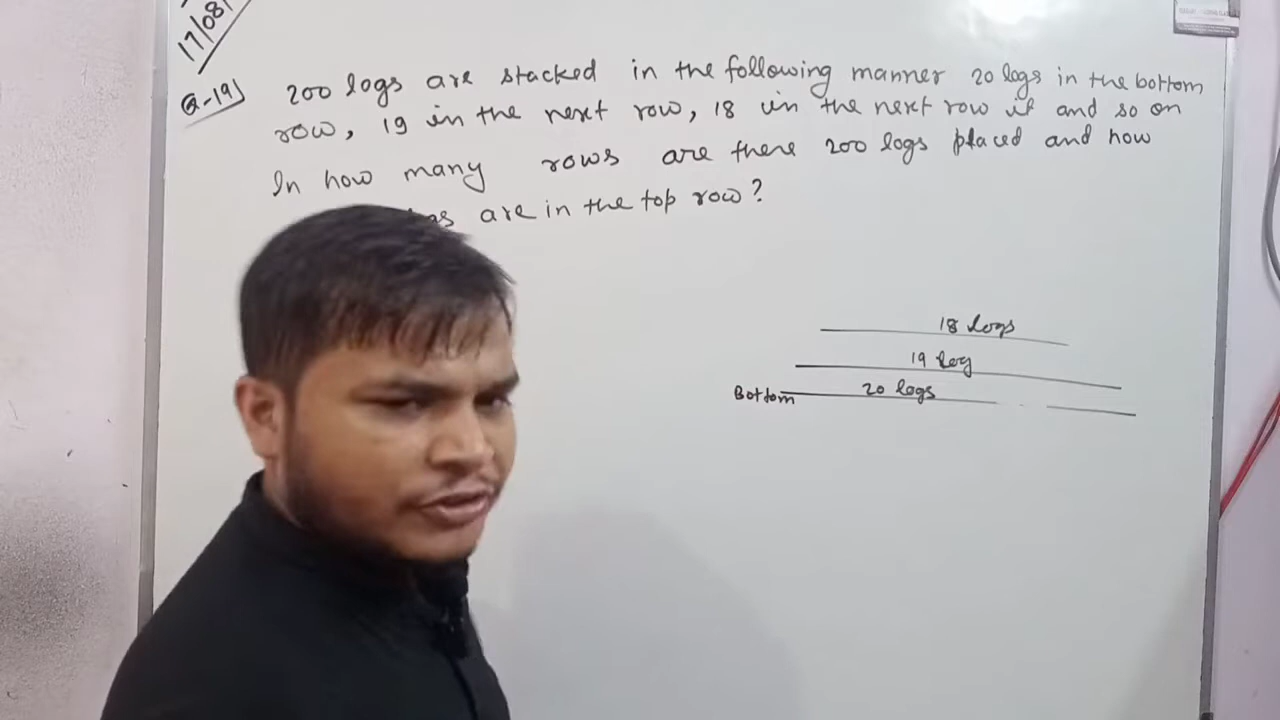 17/08/
Q-19)
200 logs are stacked in the following manner 20 logs in the bottom
row, 19 in the next row, 18 in the next row it and so on
In how many rows are there 200 logs placed and how
are in the top row?
18 logs
19 log
Bottom 20 logs